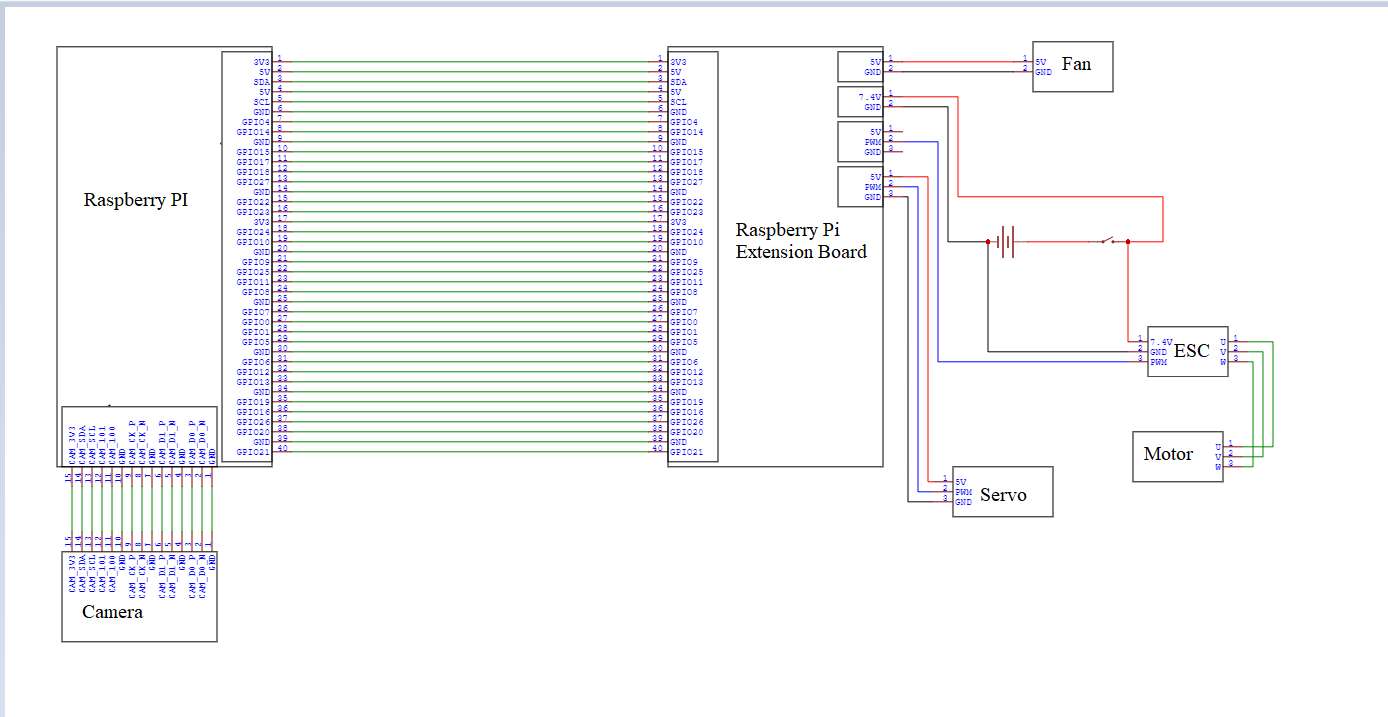 Raspberry PI
3V3 1
5V 2
SDA 3
5V 4
SCL 5
GND 6
GPIO4 7
GPIO14 8
GND 9
GPIO15 10
GPIO17 11
GPIO18 12
GPIO27 13
GND 14
GPIO22 15
GPIO23 16
3V3 17
GPIO24 18
GPIO10 19
GND 20
GPIO9 21
GPIO25 22
GPIO11 23
GPIO8 24
GND 25
GPIO7 26
GPIO0 27
GPIO1 28
GPIO5 29
GND 30
GPIO6 31
GPIO12 32
GPIO13 33
GND 34
GPIO19 35
GPIO16 36
GPIO26 37
GPIO20 38
GND 39
GPIO21 40
CAM_3V3 15
CAM_SDA 14
CAM_SCL 13
CAM_IO1 12
CAM_IO0 11
GND 10
CAM_CK_P 9
CAM_CK_N 8
GND 7
CAM_D1_P 6
CAM_D1_N 5
GND 4
CAM_D0_P 3
CAM_D0_N 2
GND 1
15 CAM_3V3
14 CAM_SDA
13 CAM_SCL
12 CAM_IO1
11 CAM_IO0
10 GND
9 CAM_CK_P
8 CAM_CK_N
7 GND
6 CAM_D1_P
5 CAM_D1_N
4 GND
3 CAM_D0_P
2 CAM_D0_N
1 GND
Camera
1 3V3
2 5V
3 SDA
4 5V
5 SCL
6 GND
7 GPIO4
8 GPIO14
9 GND
10 GPIO15
11 GPIO17
12 GPIO18
13 GPIO27
14 GND
15 GPIO22
16 GPIO23
17 3V3
18 GPIO24
19 GPIO10
20 GND
21 GPIO9
22 GPIO25
23 GPIO11
24 GPIO8
25 GND
26 GPIO7
27 GPIO0
28 GPIO1
29 GPIO5
30 GND
31 GPIO6
32 GPIO12
33 GPIO13
34 GND
35 GPIO19
36 GPIO16
37 GPIO26
38 GPIO20
39 GND
40 GPIO21
Raspberry Pi
Extension Board
5V 1
GND 2
7.4V 1
GND 2
5V 1
PWM 2
GND 3
5V 1
PWM 2
GND 3
1 5V
2 GND
Fan
1 7.4V
2 GND
3 PWM
ESC
U 1
V 2
W 3
Motor
U 1
V 2
W 3
1 5V
2 PWM
3 GND
Servo